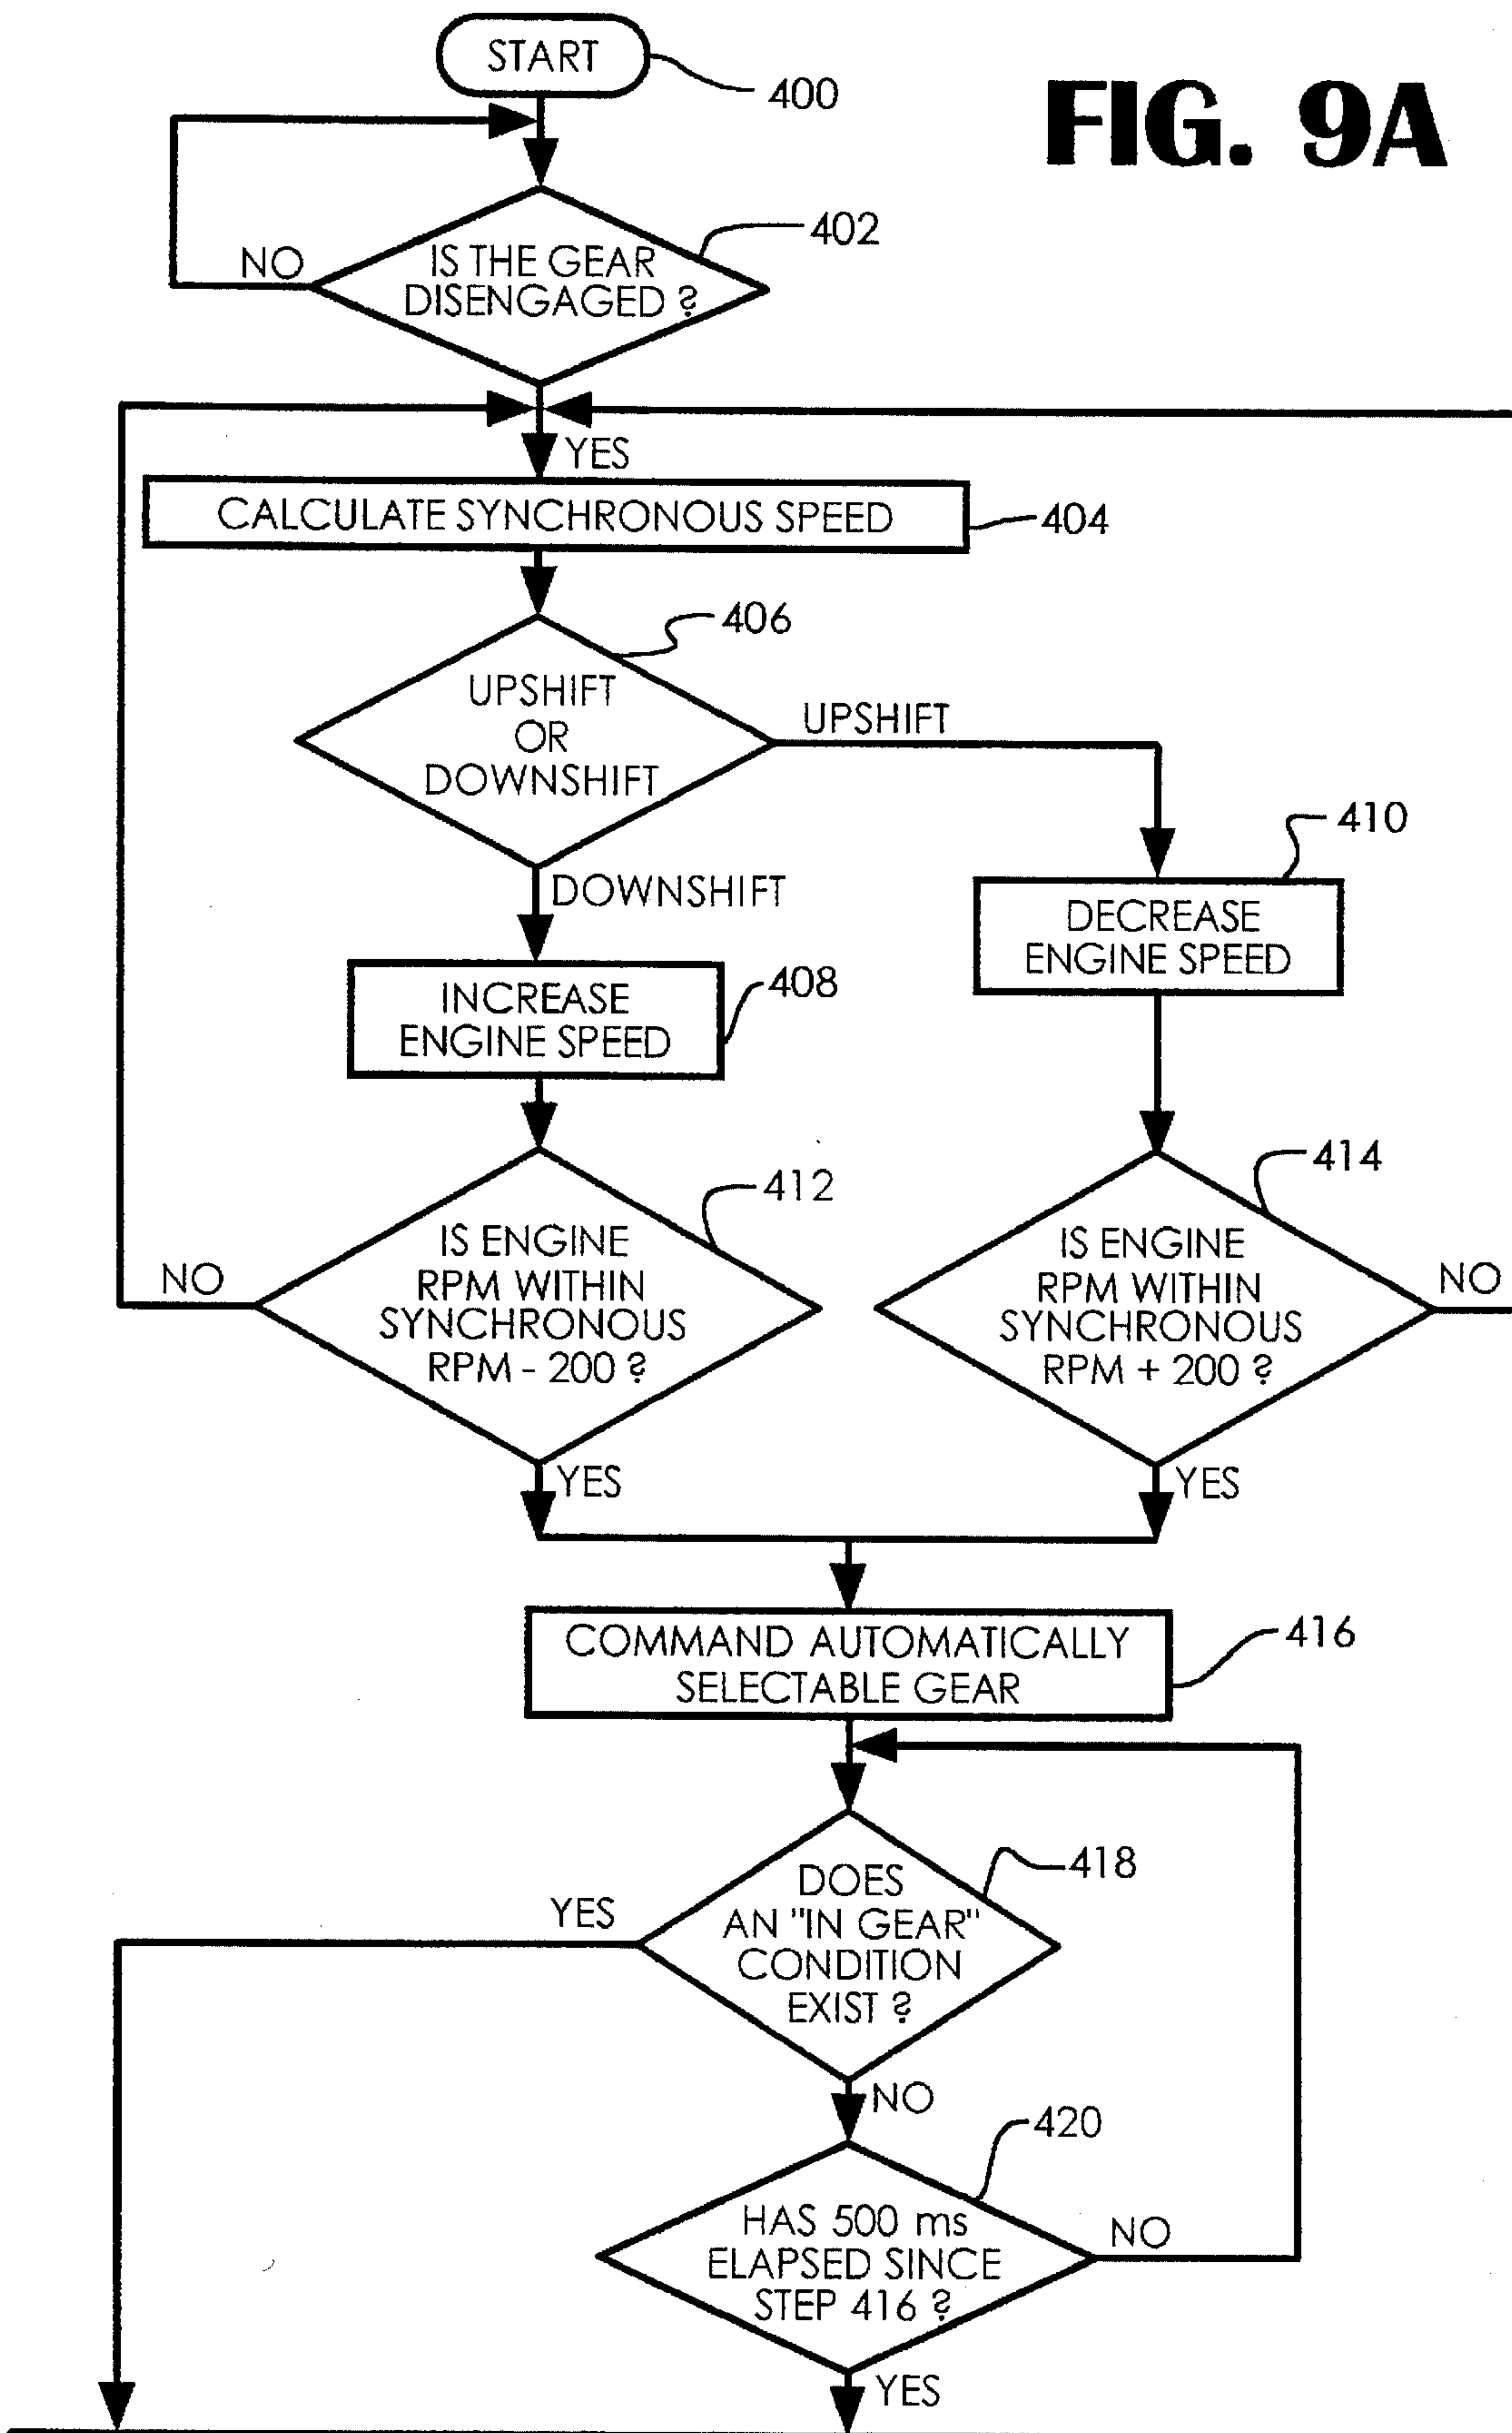 START
400
FIG. 9A
402
IS THE GEAR
DISENGAGED ?
NO
YES
CALCULATE SYNCHRONOUS SPEED
404
406
UPSHIFT
OR
DOWNSHIFT
UPSHIFT
410
DOWNSHIFT
DECREASE
ENGINE SPEED
INCREASE
ENGINE SPEED
408
412
414
IS ENGINE
RPM WITHIN
SYNCHRONOUS
RPM - 200 ?
NO
IS ENGINE
RPM WITHIN
SYNCHRONOUS
RPM + 200 ?
NO
YES
YES
COMMAND AUTOMATICALLY
SELECTABLE GEAR
416
418
DOES
AN "IN GEAR"
CONDITION
EXIST ?
YES
NO
420
HAS 500 ms
ELAPSED SINCE
STEP 416 ?
NO
YES